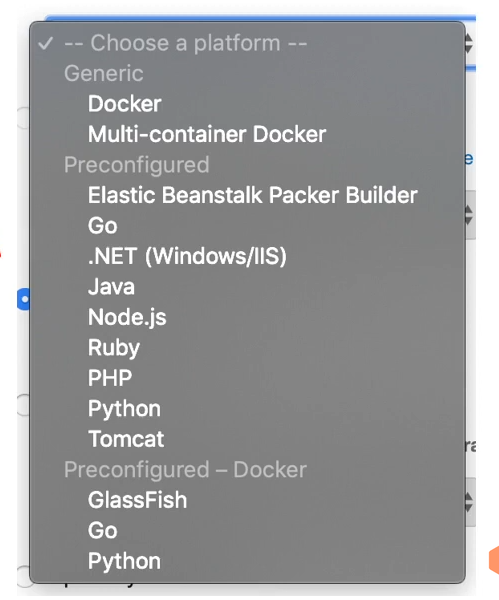 ✓ -- Choose a platform --
Generic
Docker
Multi-container Docker
Preconfigured
Elastic Beanstalk Packer Builder
Go
.NET (Windows/IIS)
Java
Node.js
Ruby
PHP
Python
Tomcat
Preconfigured – Docker
GlassFish
Go
Python